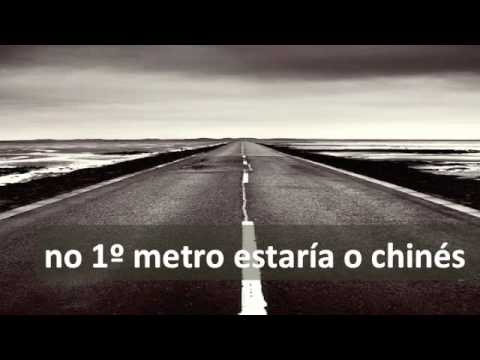 no 1º metro estaría o chinés